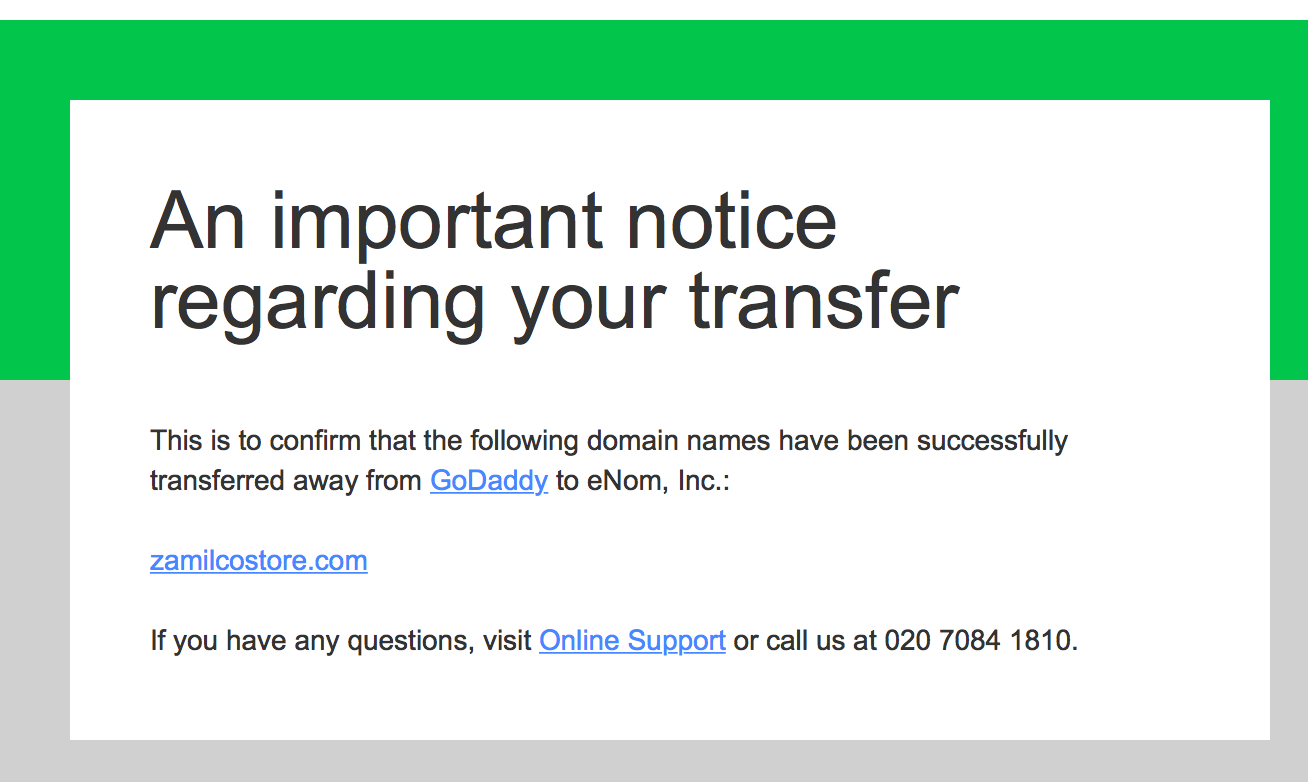 An important notice
regarding your transfer
This is to confirm that the following domain names have been successfully
transferred away from GoDaddy to eNom, Inc.:
zamilcostore.com
If you have any questions, visit Online Support or call us at 020 7084 1810.